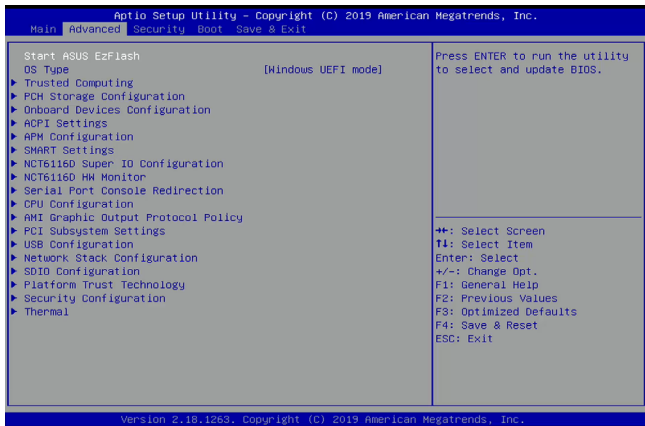 Aptio Setup Utility – Copyright (C) 2019 American Megatrends, Inc.
Main Advanced Security Boot Save & Exit
Start ASUS EzFlash
OS Type [Windows UEFI mode]
▶ Trusted Computing
▶ PCH Storage Configuration
▶ Onboard Devices Configuration
▶ ACPI Settings
▶ APM Configuration
▶ SMART Settings
▶ NCT6116D Super IO Configuration
▶ NCT6116D HW Monitor
▶ Serial Port Console Redirection
▶ CPU Configuration
▶ AMI Graphic Output Protocol Policy
▶ PCI Subsystem Settings
▶ USB Configuration
▶ Network Stack Configuration
▶ SDIO Configuration
▶ Platform Trust Technology
▶ Security Configuration
▶ Thermal
Press ENTER to run the utility
to select and update BIOS.
→←: Select Screen
↑↓: Select Item
Enter: Select
+/-: Change Opt.
F1: General Help
F2: Previous Values
F3: Optimized Defaults
F4: Save & Reset
ESC: Exit
Version 2.18.1263. Copyright (C) 2019 American Megatrends, Inc.